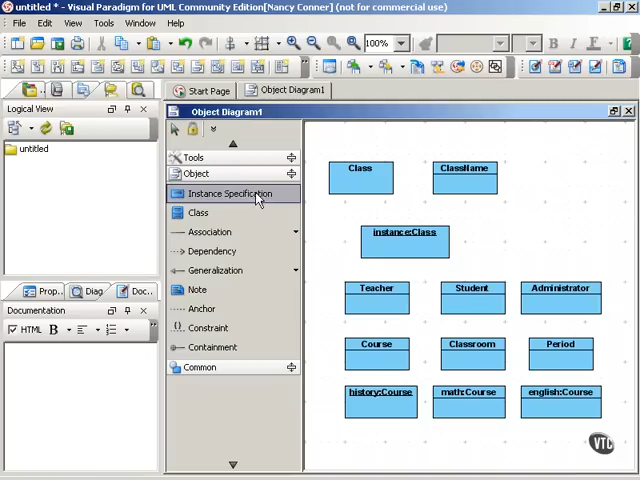 untitled * - Visual Paradigm for UML Community Edition[Nancy Conner] (not for commercial use)
File Edit View Tools Window Help
100%
B I
Start Page
Object Diagram1
Logical View
untitled
Object Diagram1
Tools
Object
Instance Specification
Class
Association
Dependency
Generalization
Note
Anchor
Constraint
Containment
Common
Class
ClassName
instance:Class
Teacher
Student
Administrator
Course
Classroom
Period
history:Course
math:Course
english:Course
Prop...
Diag
Doc...
Documentation
HTML B
VTC